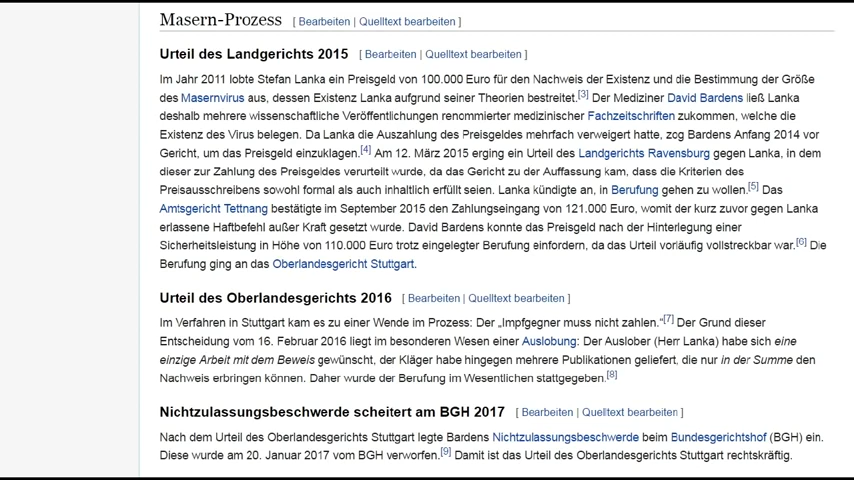 Masern-Prozess [ Bearbeiten | Quelltext bearbeiten ]
Urteil des Landgerichts 2015 [ Bearbeiten | Quelltext bearbeiten ]
Im Jahr 2011 lobte Stefan Lanka ein Preisgeld von 100.000 Euro für den Nachweis der Existenz und die Bestimmung der Größe
des Masernvirus aus, dessen Existenz Lanka aufgrund seiner Theorien bestreitet.[3] Der Mediziner David Bardens ließ Lanka
deshalb mehrere wissenschaftliche Veröffentlichungen renommierter medizinischer Fachzeitschriften zukommen, welche die
Existenz des Virus belegen. Da Lanka die Auszahlung des Preisgeldes mehrfach verweigert hatte, zog Bardens Anfang 2014 vor
Gericht, um das Preisgeld einzuklagen.[4] Am 12. März 2015 erging ein Urteil des Landgerichts Ravensburg gegen Lanka, in dem
dieser zur Zahlung des Preisgeldes verurteilt wurde, da das Gericht zu der Auffassung kam, dass die Kriterien des
Preisausschreibens sowohl formal als auch inhaltlich erfüllt seien. Lanka kündigte an, in Berufung gehen zu wollen.[5] Das
Amtsgericht Tettnang bestätigte im September 2015 den Zahlungseingang von 121.000 Euro, womit der kurz zuvor gegen Lanka
erlassene Haftbefehl außer Kraft gesetzt wurde. David Bardens konnte das Preisgeld nach der Hinterlegung einer
Sicherheitsleistung in Höhe von 110.000 Euro trotz eingelegter Berufung einfordern, da das Urteil vorläufig vollstreckbar war.[6] Die
Berufung ging an das Oberlandesgericht Stuttgart.
Urteil des Oberlandesgerichts 2016 [ Bearbeiten | Quelltext bearbeiten ]
Im Verfahren in Stuttgart kam es zu einer Wende im Prozess: Der „Impfgegner muss nicht zahlen.“[7] Der Grund dieser
Entscheidung vom 16. Februar 2016 liegt im besonderen Wesen einer Auslobung: Der Auslober (Herr Lanka) habe sich eine
einzige Arbeit mit dem Beweis gewünscht, der Kläger habe hingegen mehrere Publikationen geliefert, die nur in der Summe den
Nachweis erbringen können. Daher wurde der Berufung im Wesentlichen stattgegeben.[8]
Nichtzulassungsbeschwerde scheitert am BGH 2017 [ Bearbeiten | Quelltext bearbeiten ]
Nach dem Urteil des Oberlandesgerichts Stuttgart legte Bardens Nichtzulassungsbeschwerde beim Bundesgerichtshof (BGH) ein.
Diese wurde am 20. Januar 2017 vom BGH verworfen.[9] Damit ist das Urteil des Oberlandesgerichts Stuttgart rechtskräftig.